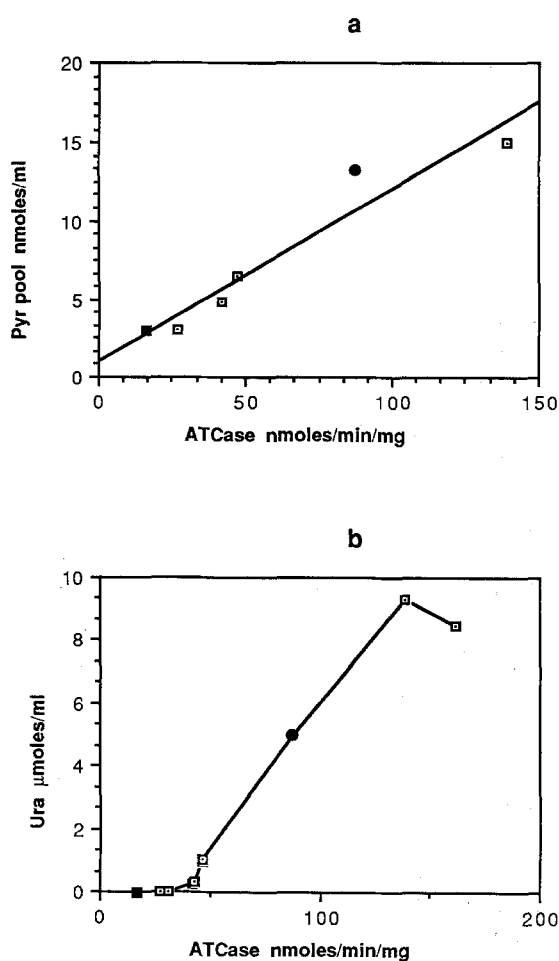 a
20
15
10
5
0
Pyr pool nmoles/ml
0 50 100 150
ATCase nmoles/min/mg
b
10
8
6
4
2
0
Ura µmoles/ml
0 100 200
ATCase nmoles/min/mg